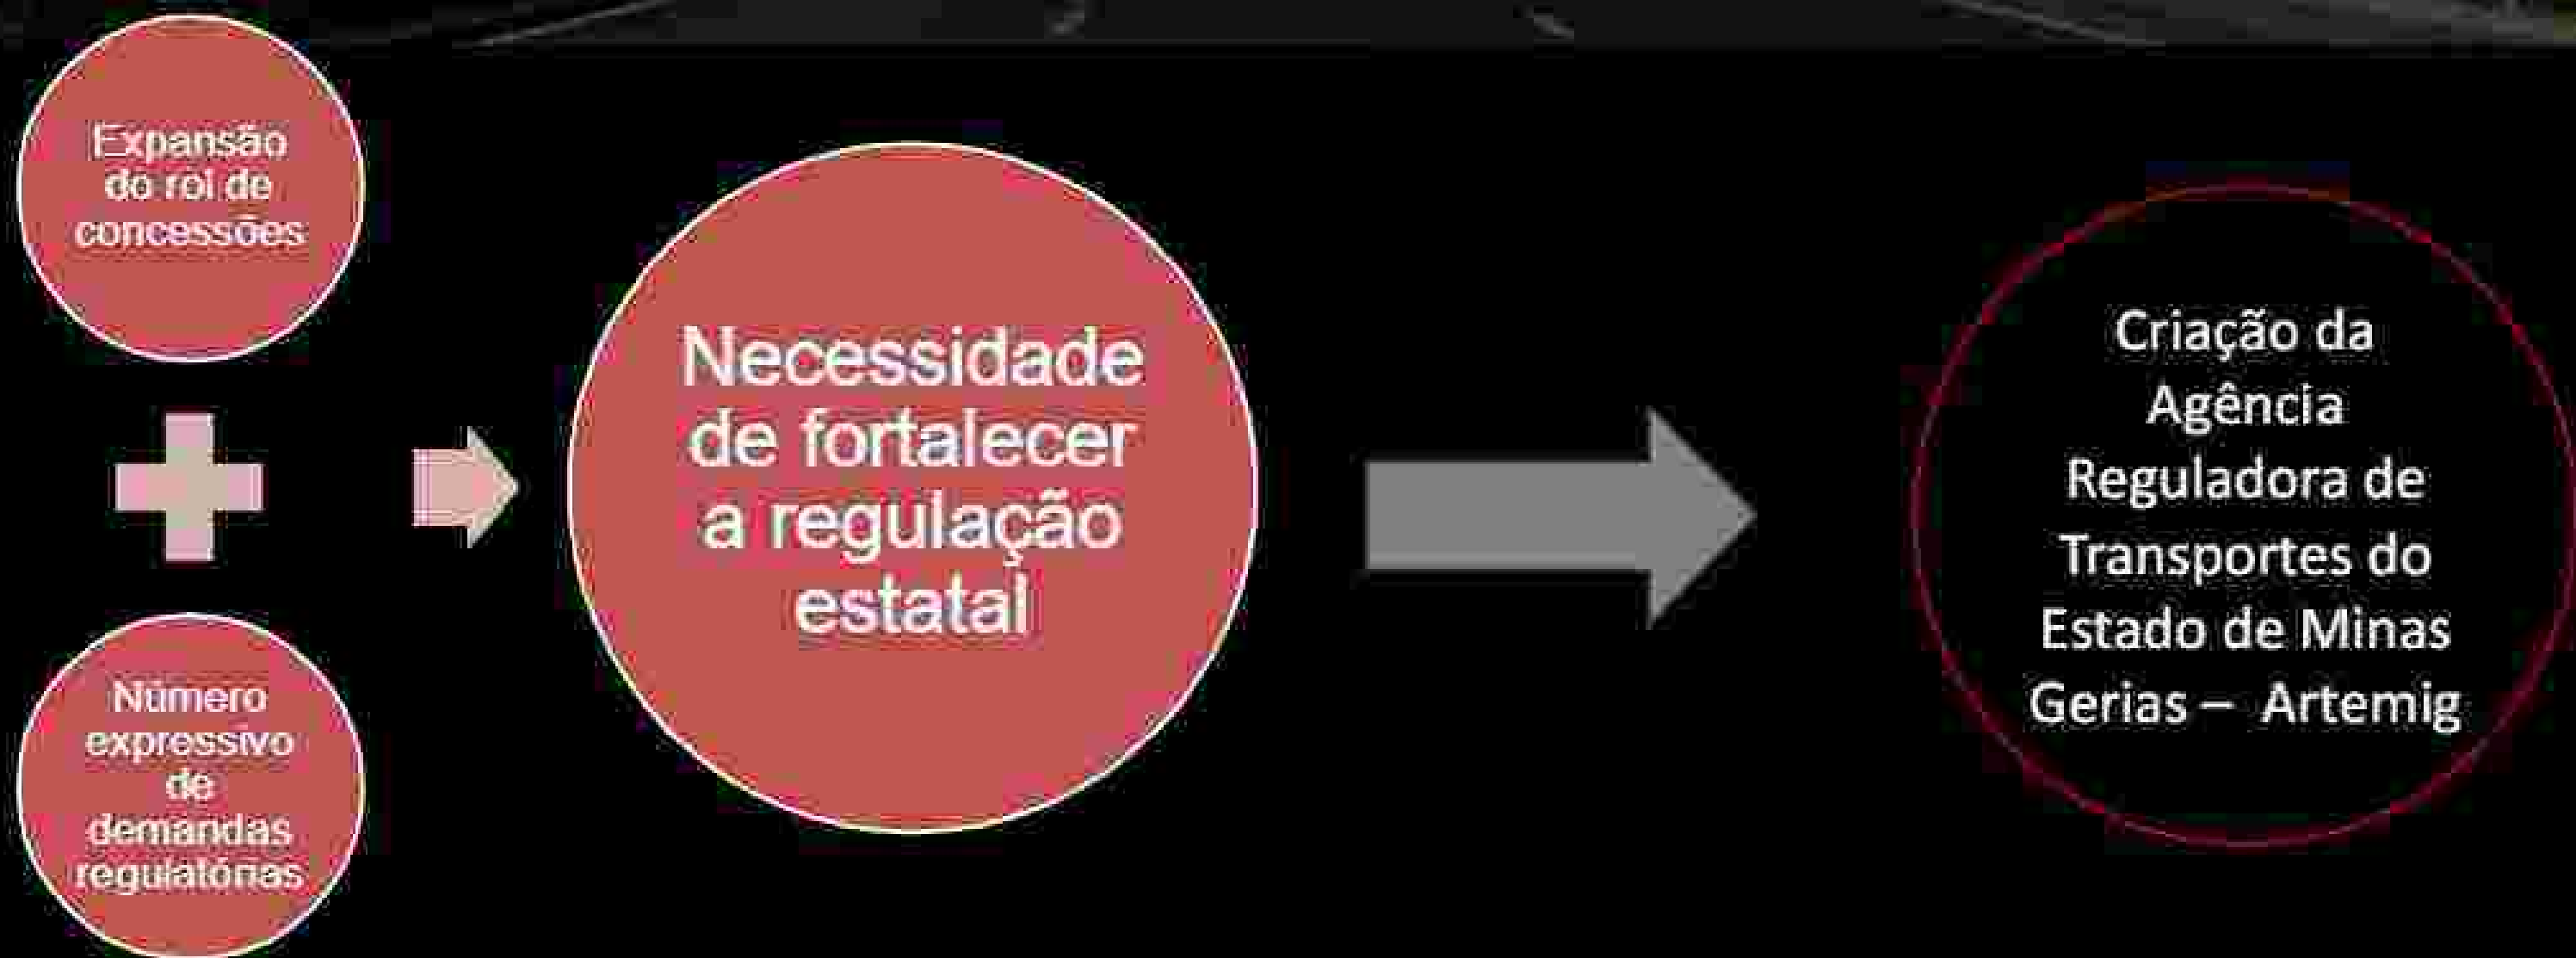 Expansão
do rol de
concessões
Número
expressivo
de
demandas
regulatórias
Necessidade
de fortalecer
a regulação
estatal
Criação da
Agência
Reguladora de
Transportes do
Estado de Minas
Gerias – Artemig